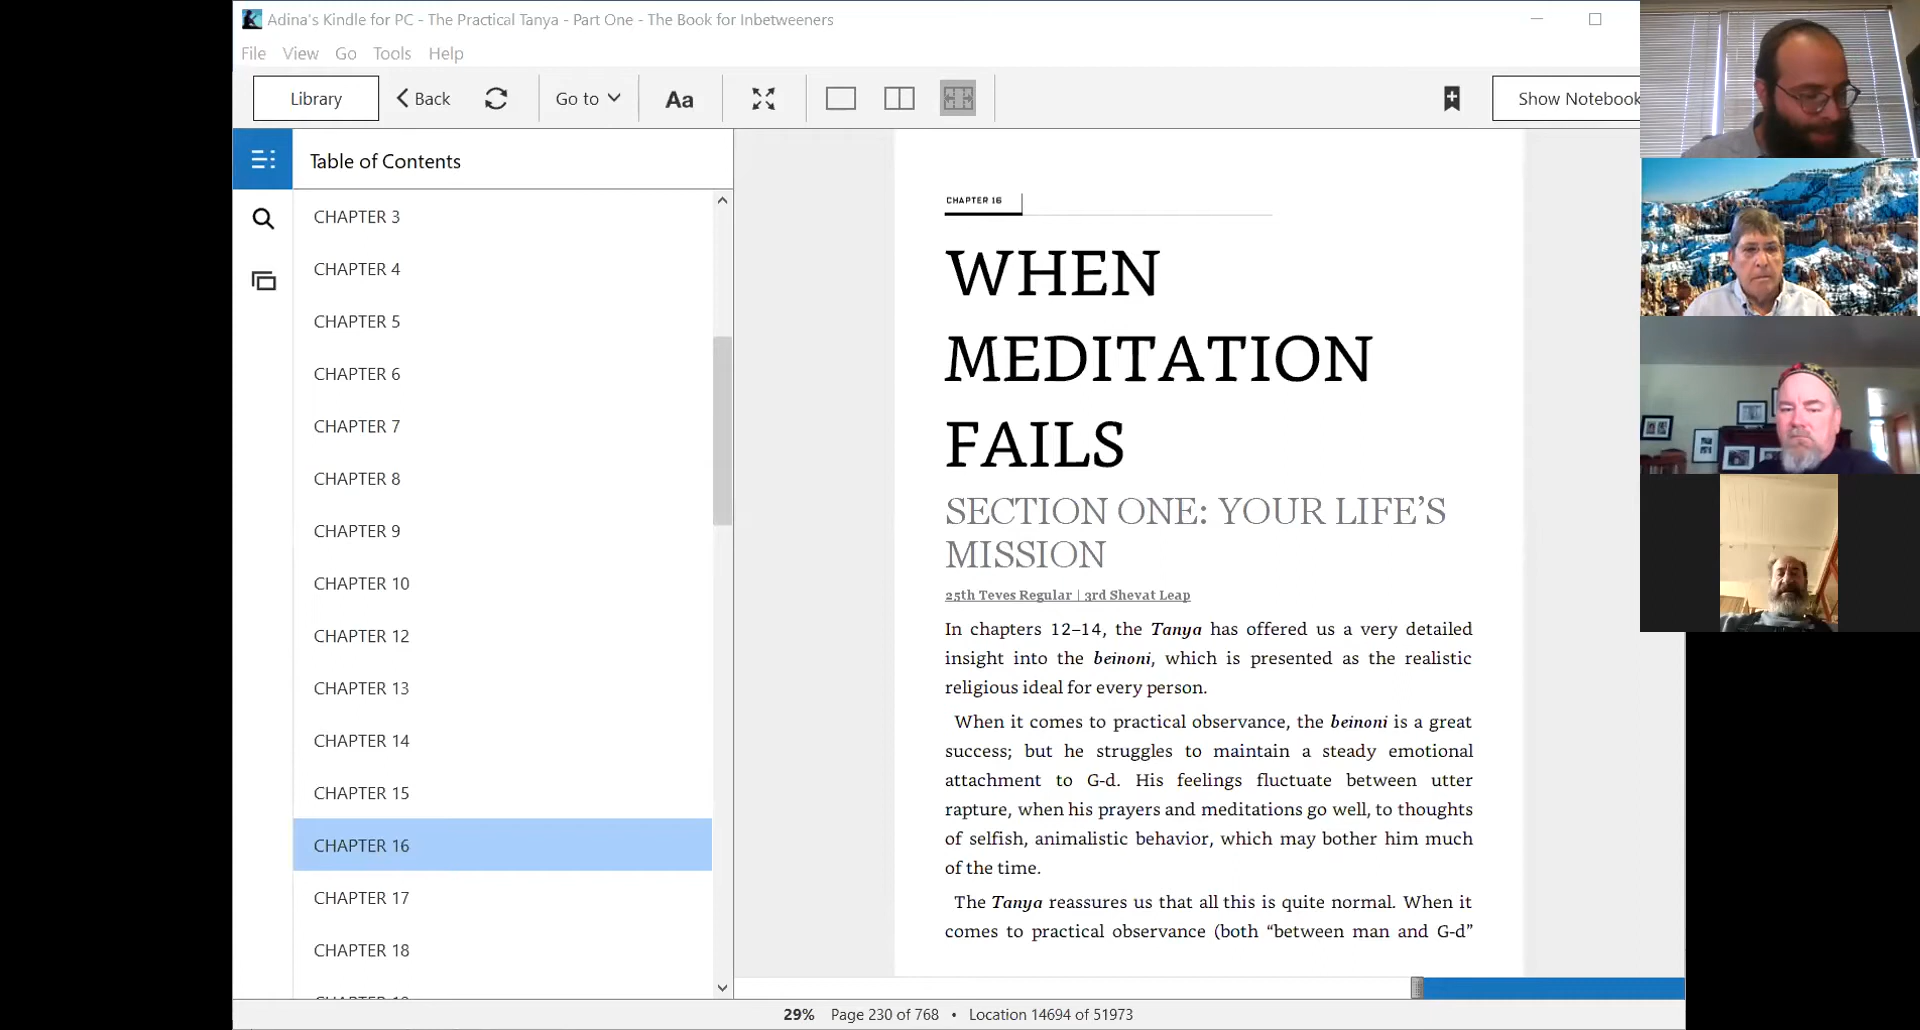 Adina's Kindle for PC - The Practical Tanya - Part One - The Book for Inbetweeners
File View Go Tools Help
Library Back Go to Aa Show Notebook
Table of Contents
CHAPTER 3
CHAPTER 4
CHAPTER 5
CHAPTER 6
CHAPTER 7
CHAPTER 8
CHAPTER 9
CHAPTER 10
CHAPTER 12
CHAPTER 13
CHAPTER 14
CHAPTER 15
CHAPTER 16
CHAPTER 17
CHAPTER 18
CHAPTER 16
WHEN
MEDITATION
FAILS
SECTION ONE: YOUR LIFE'S
MISSION
25th Teves Regular | 3rd Shevat Leap
In chapters 12–14, the Tanya has offered us a very detailed
insight into the beinoni, which is presented as the realistic
religious ideal for every person.
When it comes to practical observance, the beinoni is a great
success; but he struggles to maintain a steady emotional
attachment to G-d. His feelings fluctuate between utter
rapture, when his prayers and meditations go well, to thoughts
of selfish, animalistic behavior, which may bother him much
of the time.
The Tanya reassures us that all this is quite normal. When it
comes to practical observance (both “between man and G-d”
29% Page 230 of 768 • Location 14694 of 51973